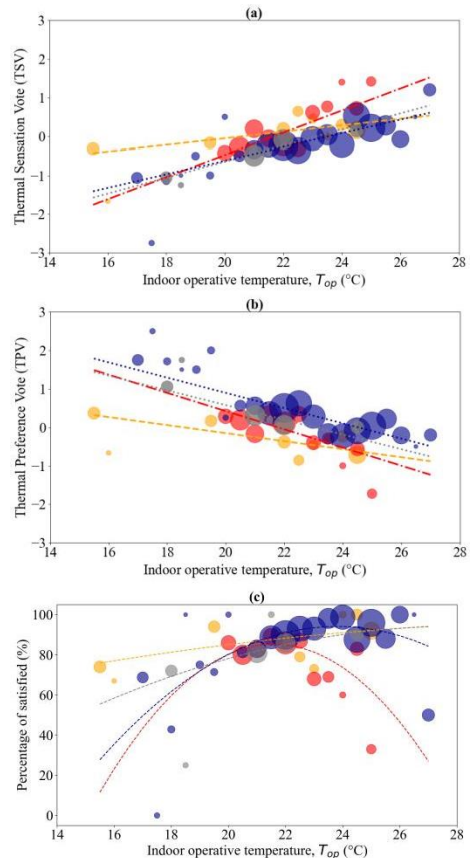 (a)
Thermal Sensation Vote (TSV)
3
2
1
0
−1
−2
−3
14 16 18 20 22 24 26 28
Indoor operative temperature, Top (°C)
(b)
Thermal Preference Vote (TPV)
3
2
1
0
−1
−2
−3
14 16 18 20 22 24 26 28
Indoor operative temperature, Top (°C)
(c)
Percentage of satisfied (%)
100
80
60
40
20
0
14 16 18 20 22 24 26 28
Indoor operative temperature, Top (°C)